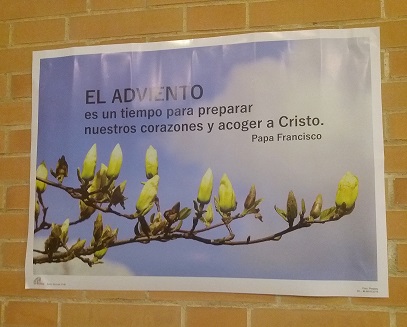 EL ADVIENTO
es un tiempo para preparar
nuestros corazones y acoger a Cristo.
Papa Francisco